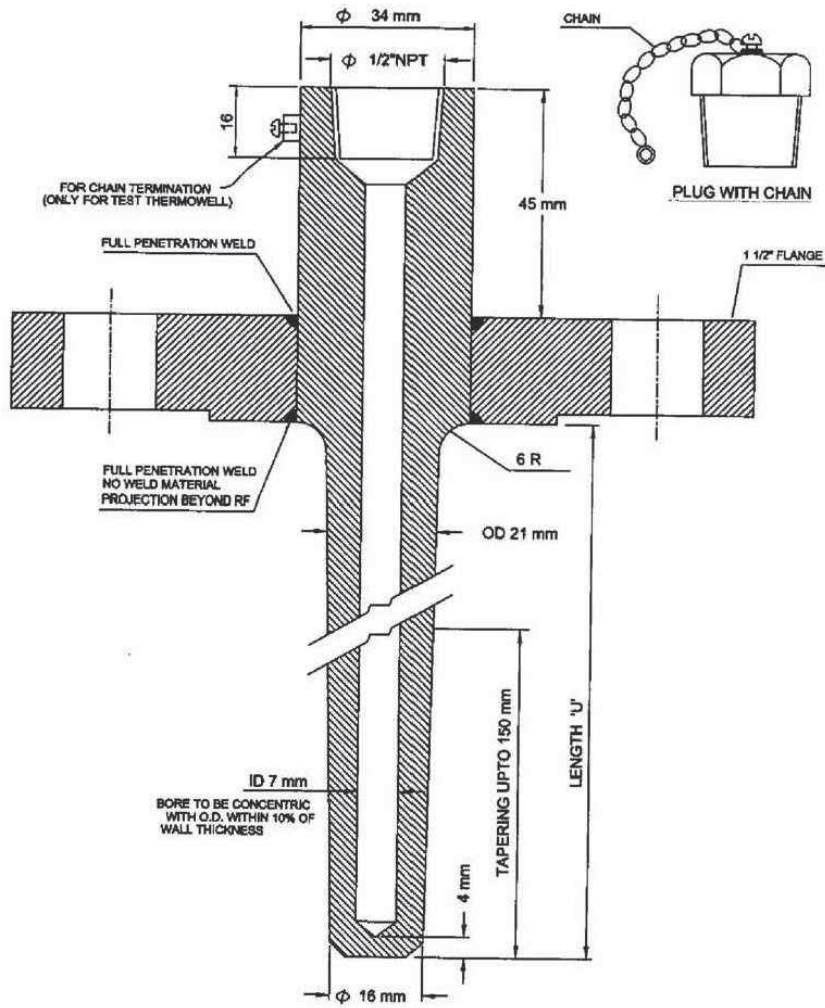 ϕ 34 mm
CHAIN
ϕ 1/2"NPT
16
FOR CHAIN TERMINATION
(ONLY FOR TEST THERMOWELL)
45 mm
PLUG WITH CHAIN
FULL PENETRATION WELD
1 1/2" FLANGE
FULL PENETRATION WELD
NO WELD MATERIAL
PROJECTION BEYOND RF
6 R
OD 21 mm
TAPERING UPTO 150 mm
LENGTH 'U'
ID 7 mm
BORE TO BE CONCENTRIC
WITH O.D. WITHIN 10% OF
WALL THICKNESS
4 mm
ϕ 16 mm